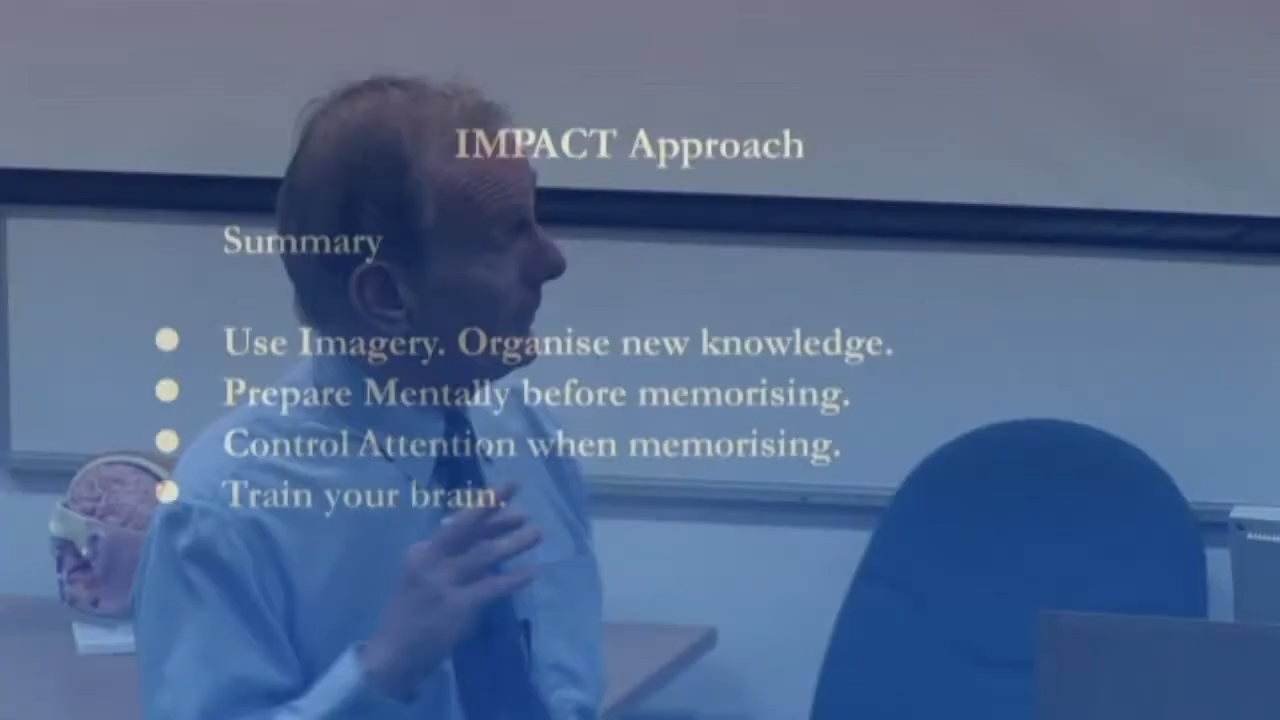 IMPACT Approach
Summary
Use Imagery. Organise new knowledge.
Prepare Mentally before memorising.
Control Attention when memorising.
Train your brain.